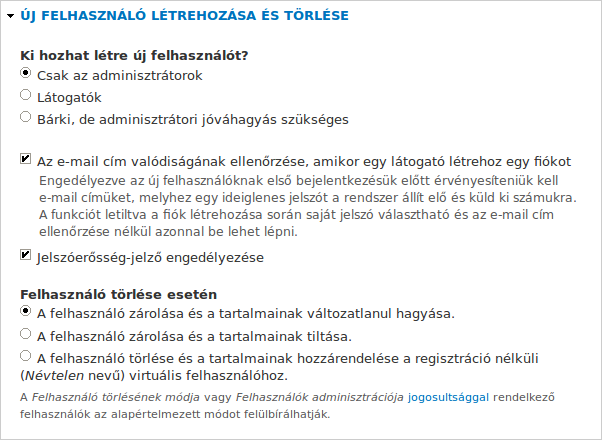 ÚJ FELHASZNÁLÓ LÉTREHOZÁSA ÉS TÖRLÉSE
Ki hozhat létre új felhasználót?
Csak az adminisztrátorok
Látogatók
Bárki, de adminisztrátori jóváhagyás szükséges
Az e-mail cím valódiságának ellenőrzése, amikor egy látogató létrehoz egy fiókot
Engedélyezve az új felhasználóknak első bejelentkezésük előtt érvényesíteniük kell
e-mail címüket, melyhez egy ideiglenes jelszót a rendszer állít elő és küld ki számukra.
A funkciót letiltva a fiók létrehozása során saját jelszó választható és az e-mail cím
ellenőrzése nélkül azonnal be lehet lépni.
Jelszóerősség-jelző engedélyezése
Felhasználó törlése esetén
A felhasználó zárolása és a tartalmainak változatlanul hagyása.
A felhasználó zárolása és a tartalmainak tiltása.
A felhasználó törlése és a tartalmainak hozzárendelése a regisztráció nélküli
(Névtelen nevű) virtuális felhasználóhoz.
A Felhasználó törlésének módja vagy Felhasználók adminisztrációja jogosultsággal rendelkező
felhasználók az alapértelmezett módot felülbírálhatják.